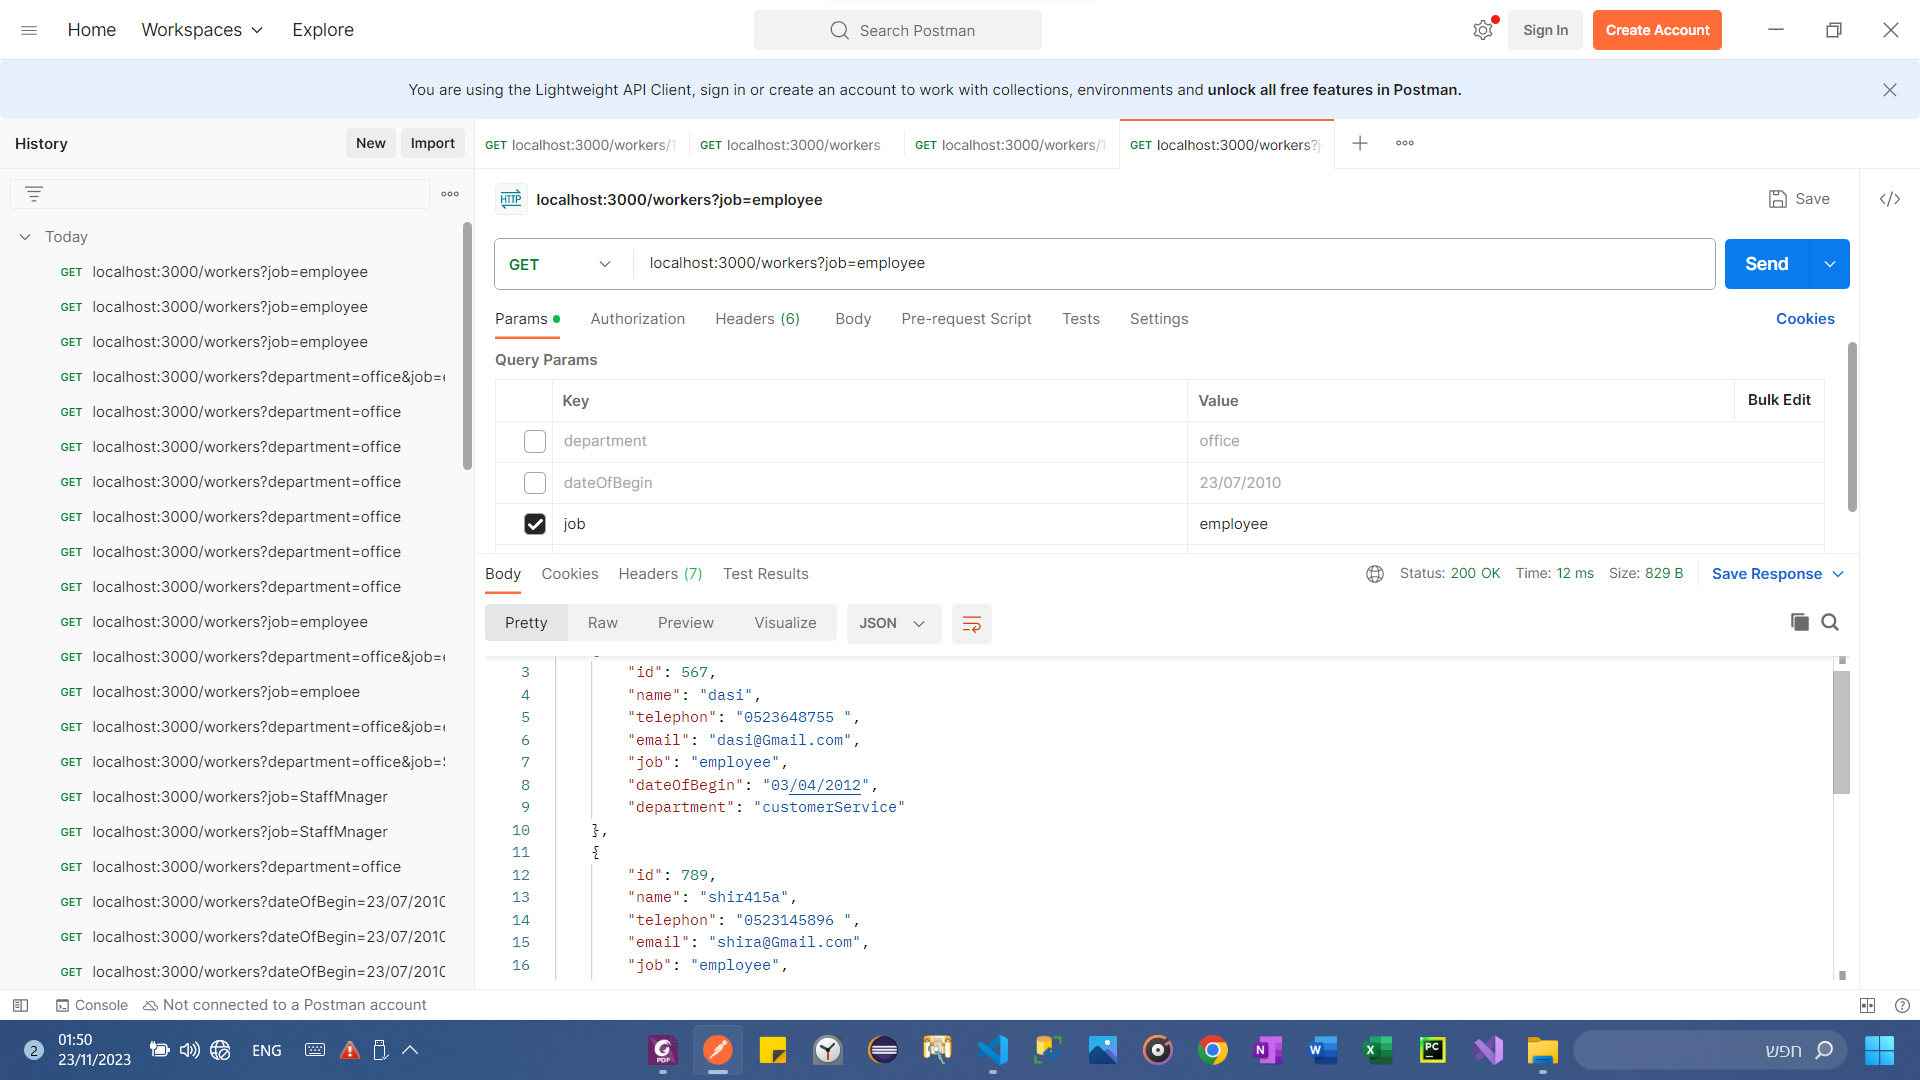 Home
Workspaces
Explore
Search Postman
Sign In
Create Account
You are using the Lightweight API Client, sign in or create an account to work with collections, environments and unlock all free features in Postman.
History
New
Import
GET localhost:3000/workers/1
GET localhost:3000/workers
GET localhost:3000/workers/1
GET localhost:3000/workers?j
Today
GET localhost:3000/workers?job=employee
GET localhost:3000/workers?job=employee
GET localhost:3000/workers?job=employee
GET localhost:3000/workers?department=office&job=e
GET localhost:3000/workers?department=office
GET localhost:3000/workers?department=office
GET localhost:3000/workers?department=office
GET localhost:3000/workers?department=office
GET localhost:3000/workers?department=office
GET localhost:3000/workers?department=office
GET localhost:3000/workers?job=employee
GET localhost:3000/workers?department=office&job=e
GET localhost:3000/workers?job=emploee
GET localhost:3000/workers?department=office&job=e
GET localhost:3000/workers?department=office&job=S
GET localhost:3000/workers?job=StaffMnager
GET localhost:3000/workers?job=StaffMnager
GET localhost:3000/workers?department=office
GET localhost:3000/workers?dateOfBegin=23/07/2010
GET localhost:3000/workers?dateOfBegin=23/07/2010
GET localhost:3000/workers?dateOfBegin=23/07/2010
HTTP
localhost:3000/workers?job=employee
Save
GET
localhost:3000/workers?job=employee
Send
Params
Authorization
Headers (6)
Body
Pre-request Script
Tests
Settings
Cookies
Query Params
Key
Value
Bulk Edit
department
office
dateOfBegin
23/07/2010
job
employee
Body
Cookies
Headers (7)
Test Results
Status: 200 OK
Time: 12 ms
Size: 829 B
Save Response
Pretty
Raw
Preview
Visualize
JSON
3 "id": 567,
4 "name": "dasi",
5 "telephon": "0523648755 ",
6 "email": "dasi@Gmail.com",
7 "job": "employee",
8 "dateOfBegin": "03/04/2012",
9 "department": "customerService"
10 },
11 {
12 "id": 789,
13 "name": "shir415a",
14 "telephon": "0523145896 ",
15 "email": "shira@Gmail.com",
16 "job": "employee",
Console
Not connected to a Postman account
2
01:50
23/11/2023
ENG
PDF
N
W
X
PC
חפש